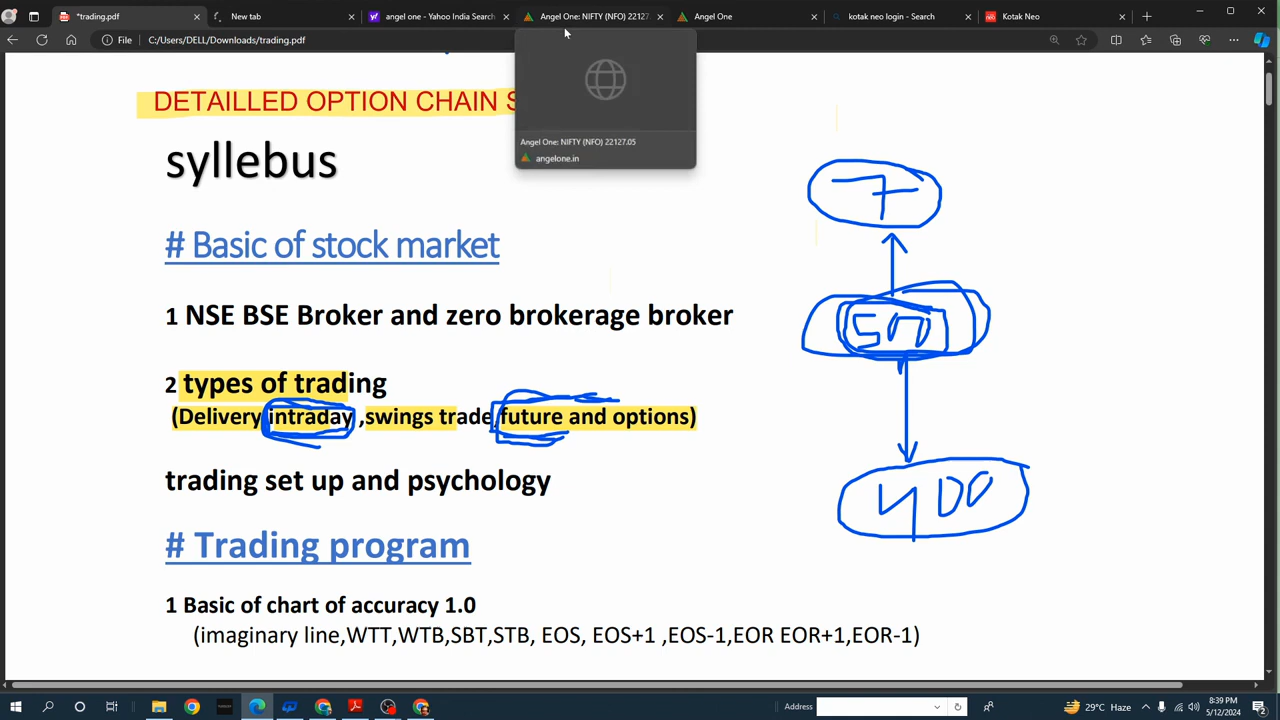 *trading.pdf
New tab
angel one - Yahoo India Search
Angel One: NIFTY (NFO) 22127
Angel One
kotak neo login - Search
Kotak Neo
File
C:/Users/DELL/Downloads/trading.pdf
Angel One: NIFTY (NFO) 22127.05
angelone.in
DETAILLED OPTION CHAIN S
syllebus
7
# Basic of stock market
1 NSE BSE Broker and zero brokerage broker
500
2 types of trading
(Delivery intraday ,swings trade,future and options)
trading set up and psychology
400
# Trading program
1 Basic of chart of accuracy 1.0
(imaginary line,WTT,WTB,SBT,STB, EOS, EOS+1 ,EOS-1,EOR EOR+1,EOR-1)
Address
29°C Haze
8:39 PM
5/12/2024